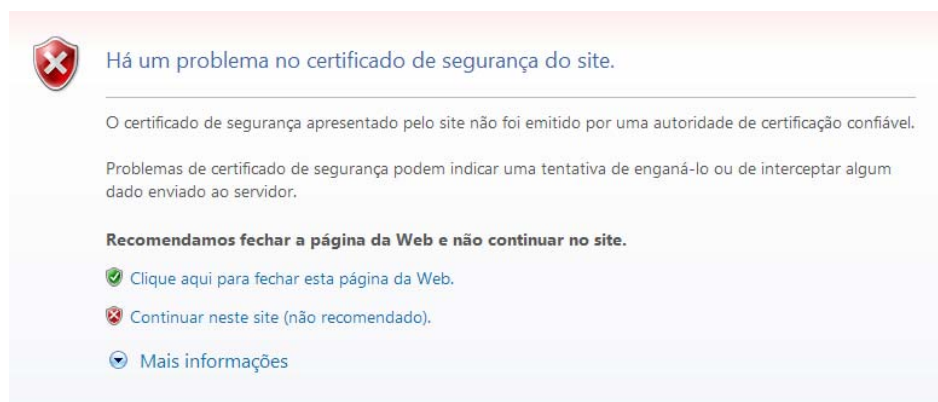 Há um problema no certificado de segurança do site.
O certificado de segurança apresentado pelo site não foi emitido por uma autoridade de certificação confiável.
Problemas de certificado de segurança podem indicar uma tentativa de enganá-lo ou de interceptar algum
dado enviado ao servidor.
Recomendamos fechar a página da Web e não continuar no site.
Clique aqui para fechar esta página da Web.
Continuar neste site (não recomendado).
Mais informações